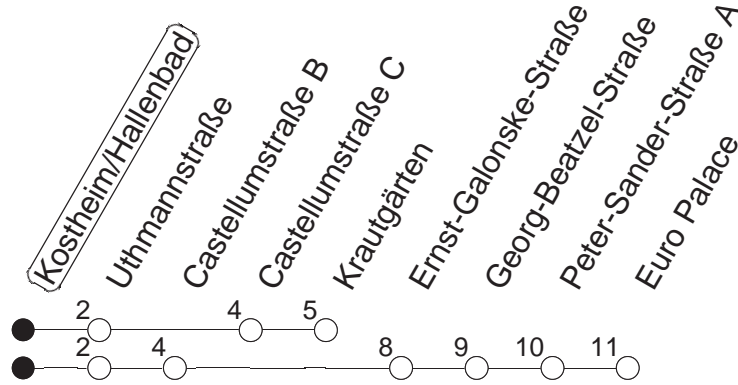 Kostheim/Hallenbad
Uthmannstraße
Castellumstraße B
Castellumstraße C
Krautgärten
Ernst-Galonske-Straße
Georg-Beatzel-Straße
Peter-Sander-Straße A
Euro Palace
2 4 5
2 4 8 9 10 11